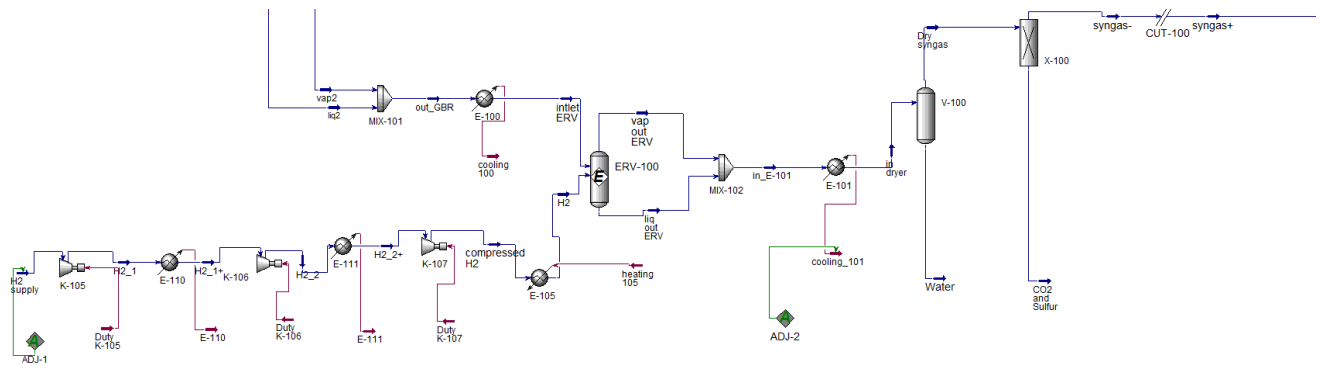 syngas-
CUT-100
syngas+
Dry
syngas
X-100
vap2
liq2
MIX-101
out_GBR
E-100
intlet
ERV
cooling
100
vap
out
ERV
ERV-100
E
V-100
MIX-102
in_E-101
E-101
in
dryer
H2
liq
out
ERV
cooling_101
H2
supply
K-105
H2_1
E-110
H2_1+
K-106
H2_2
E-111
H2_2+
K-107
compressed
H2
E-105
heating
105
Water
CO2
and
Sulfur
Duty
K-105
E-110
Duty
K-106
E-111
Duty
K-107
A
ADJ-1
A
ADJ-2